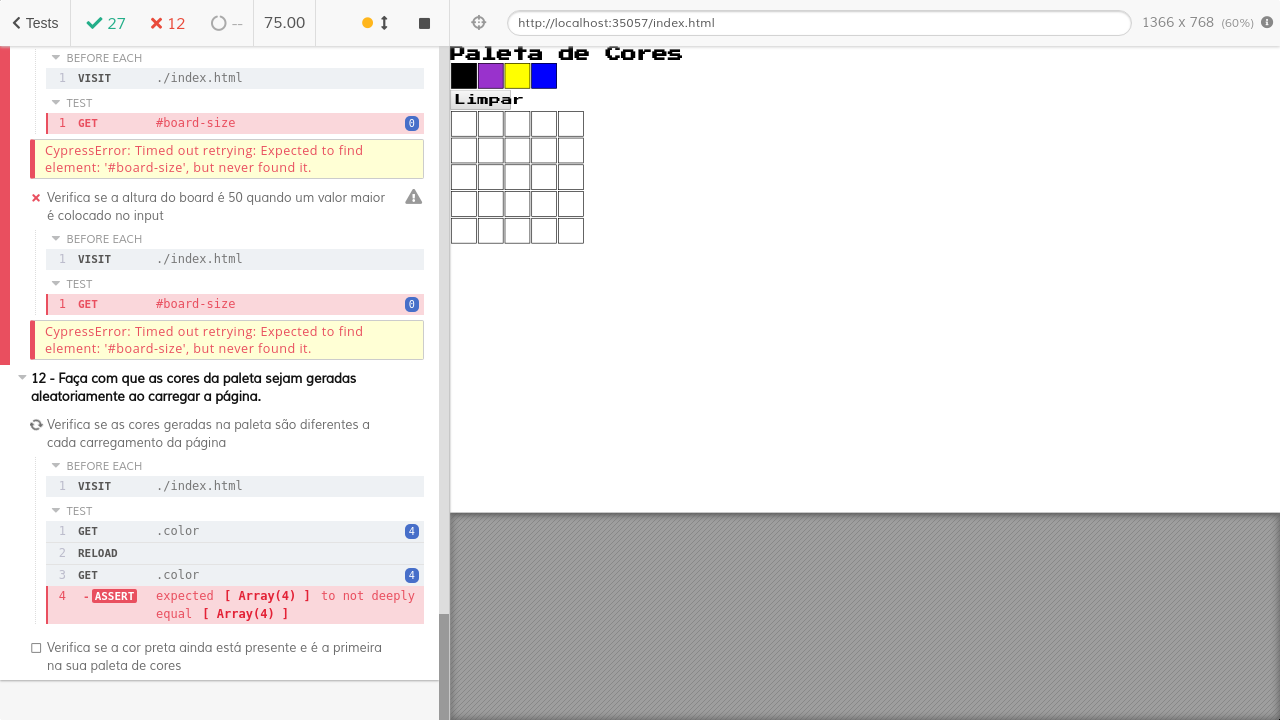 Tests
27
12
--
75.00
http://localhost:35057/index.html
1366 x 768 (60%)
BEFORE EACH
1 VISIT ./index.html
TEST
1 GET #board-size 0
CypressError: Timed out retrying: Expected to find
element: '#board-size', but never found it.
Verifica se a altura do board é 50 quando um valor maior
é colocado no input
BEFORE EACH
1 VISIT ./index.html
TEST
1 GET #board-size 0
CypressError: Timed out retrying: Expected to find
element: '#board-size', but never found it.
12 - Faça com que as cores da paleta sejam geradas
aleatoriamente ao carregar a página.
Verifica se as cores geradas na paleta são diferentes a
cada carregamento da página
BEFORE EACH
1 VISIT ./index.html
TEST
1 GET .color 4
2 RELOAD
3 GET .color 4
4 -ASSERT expected [ Array(4) ] to not deeply
equal [ Array(4) ]
Verifica se a cor preta ainda está presente e é a primeira
na sua paleta de cores
Paleta de Cores
Limpar